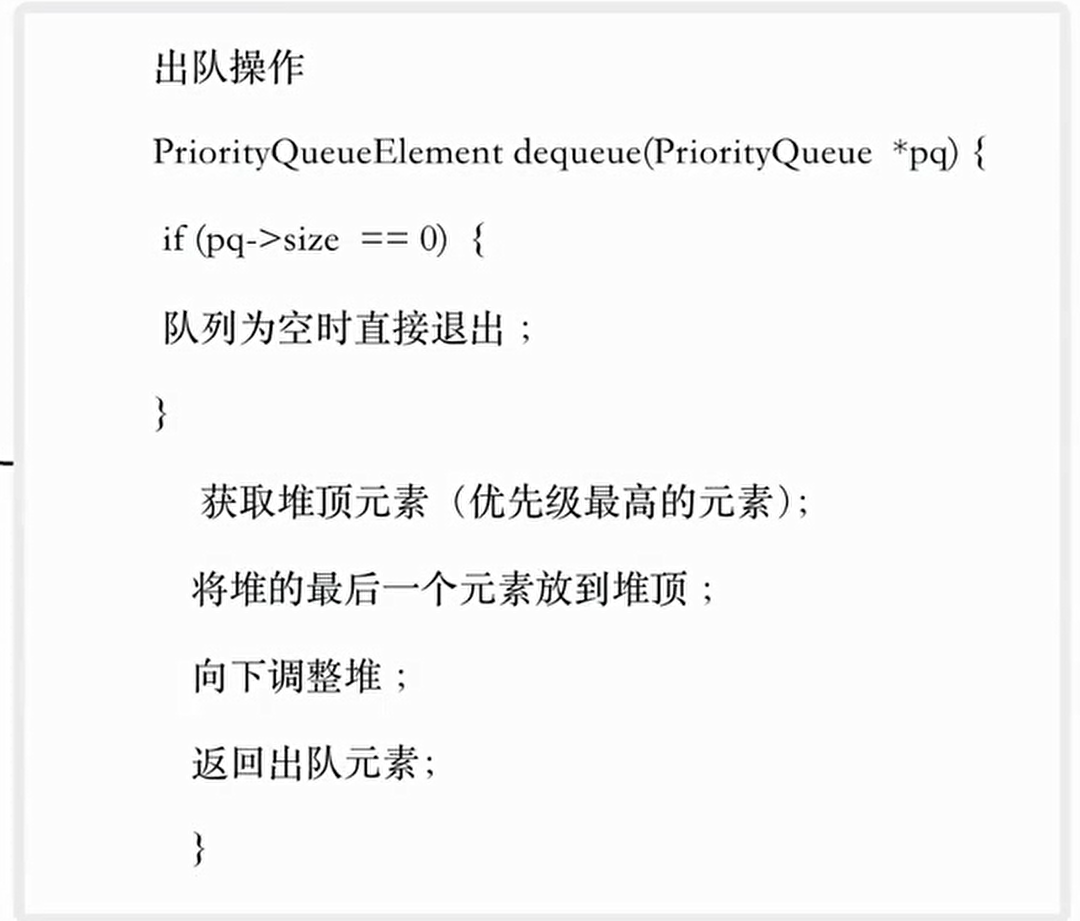 出队操作
PriorityQueueElement dequeue(PriorityQueue *pq) {
if (pq->size == 0) {
队列为空时直接退出；
}
获取堆顶元素（优先级最高的元素）；
将堆的最后一个元素放到堆顶；
向下调整堆；
返回出队元素；
}